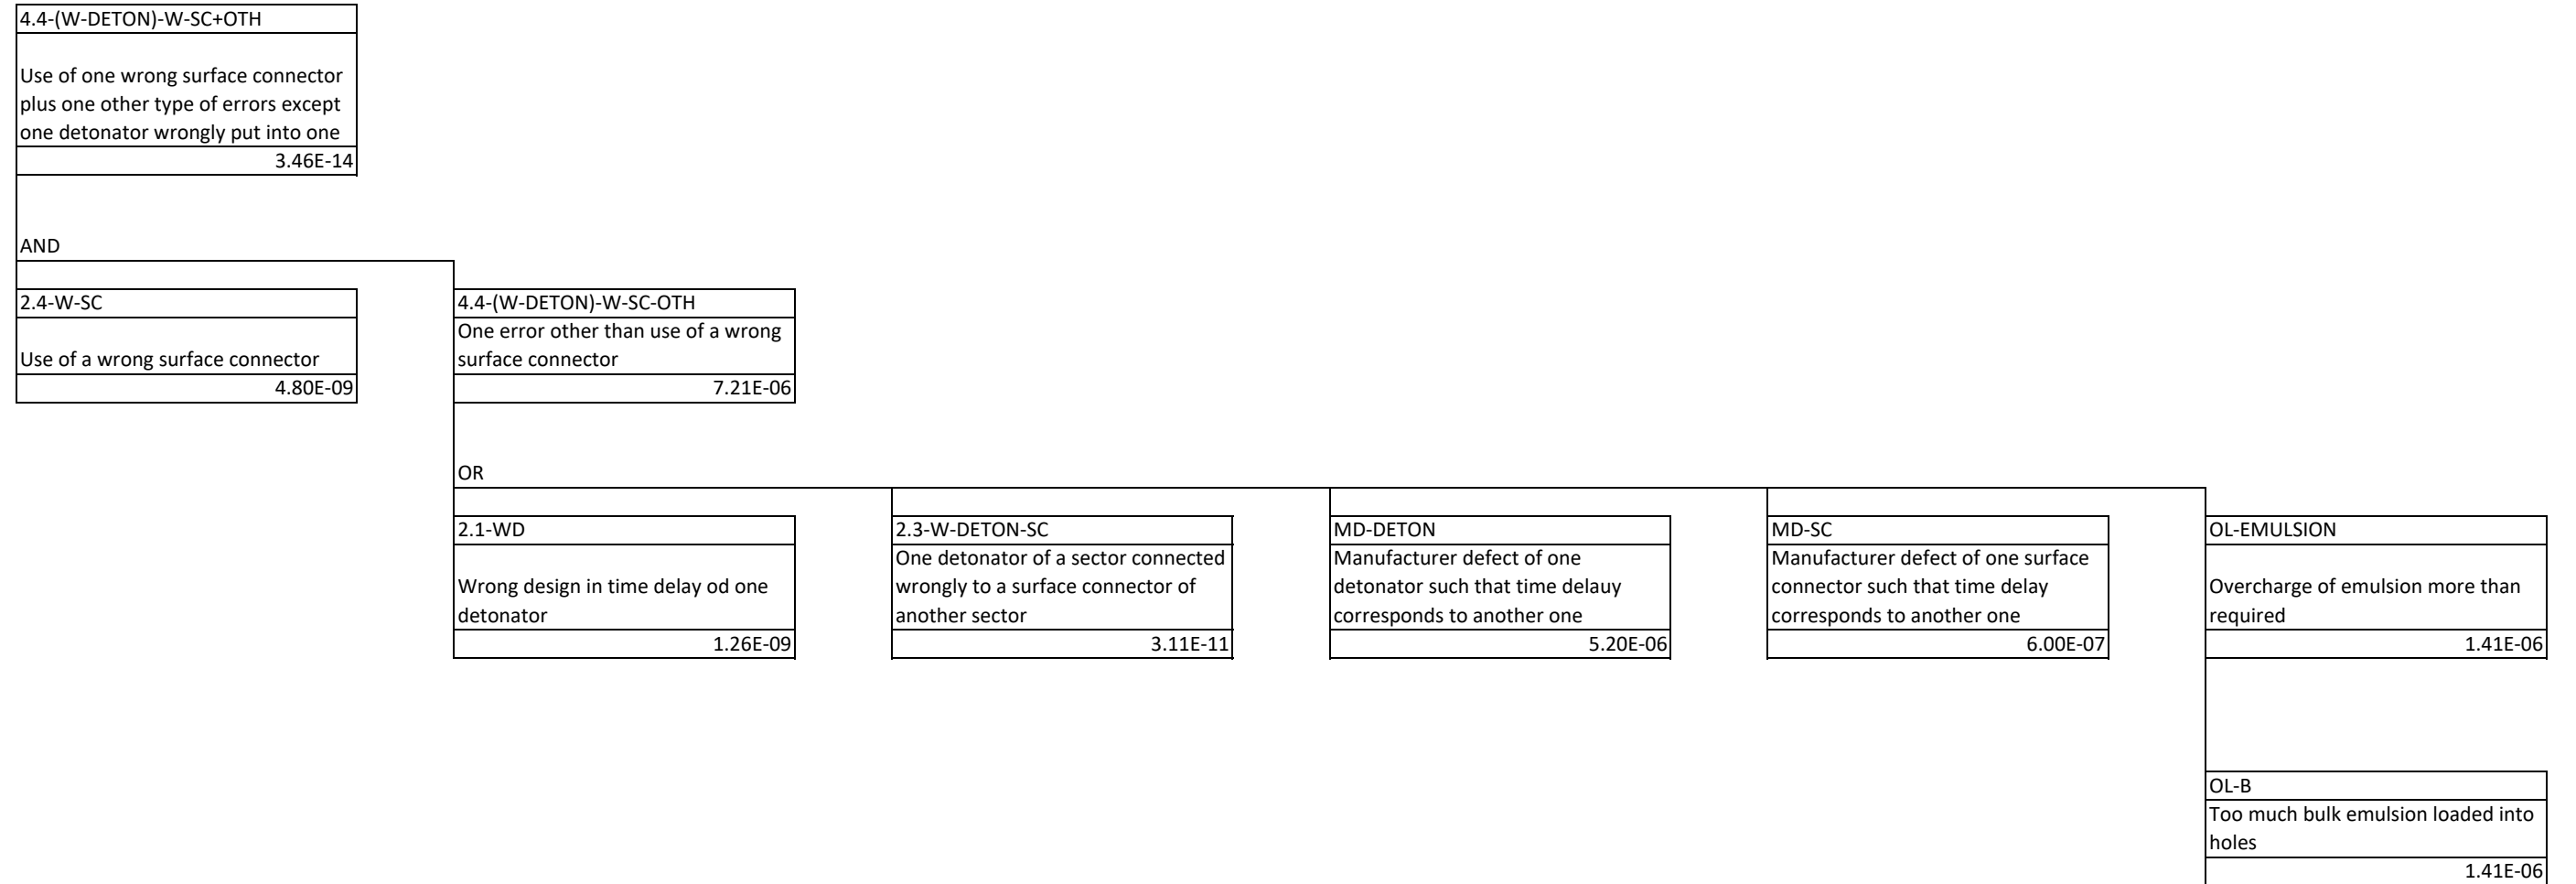 4.4-(W-DETON)-W-SC+OTH
Use of one wrong surface connector
plus one other type of errors except
one detonator wrongly put into one
3.46E-14
AND
2.4-W-SC
Use of a wrong surface connector
4.80E-09
4.4-(W-DETON)-W-SC-OTH
One error other than use of a wrong
surface connector
7.21E-06
OR
2.1-WD
Wrong design in time delay od one
detonator
1.26E-09
2.3-W-DETON-SC
One detonator of a sector connected
wrongly to a surface connector of
another sector
3.11E-11
MD-DETON
Manufacturer defect of one
detonator such that time delauy
corresponds to another one
5.20E-06
MD-SC
Manufacturer defect of one surface
connector such that time delay
corresponds to another one
6.00E-07
OL-EMULSION
Overcharge of emulsion more than
required
1.41E-06
OL-B
Too much bulk emulsion loaded into
holes
1.41E-06